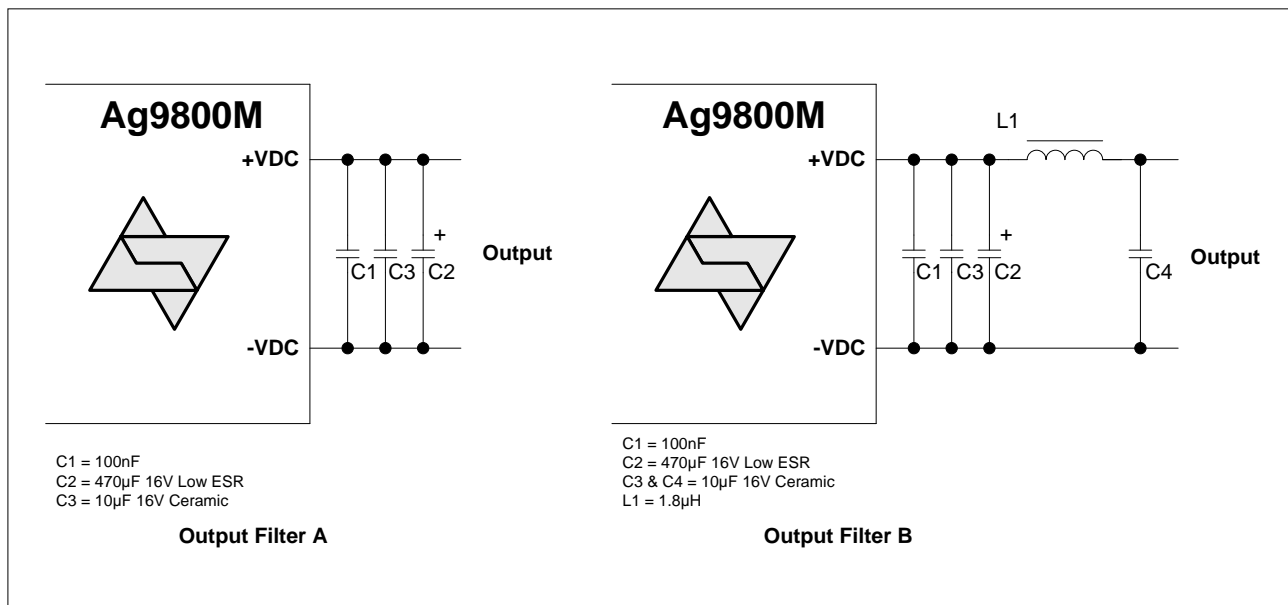 Ag9800M
+VDC
C1
C3
+
C2
Output
-VDC
C1 = 100nF
C2 = 470µF 16V Low ESR
C3 = 10µF 16V Ceramic
Output Filter A
Ag9800M
L1
+VDC
C1
C3
+
C2
C4
Output
-VDC
C1 = 100nF
C2 = 470µF 16V Low ESR
C3 & C4 = 10µF 16V Ceramic
L1 = 1.8µH
Output Filter B